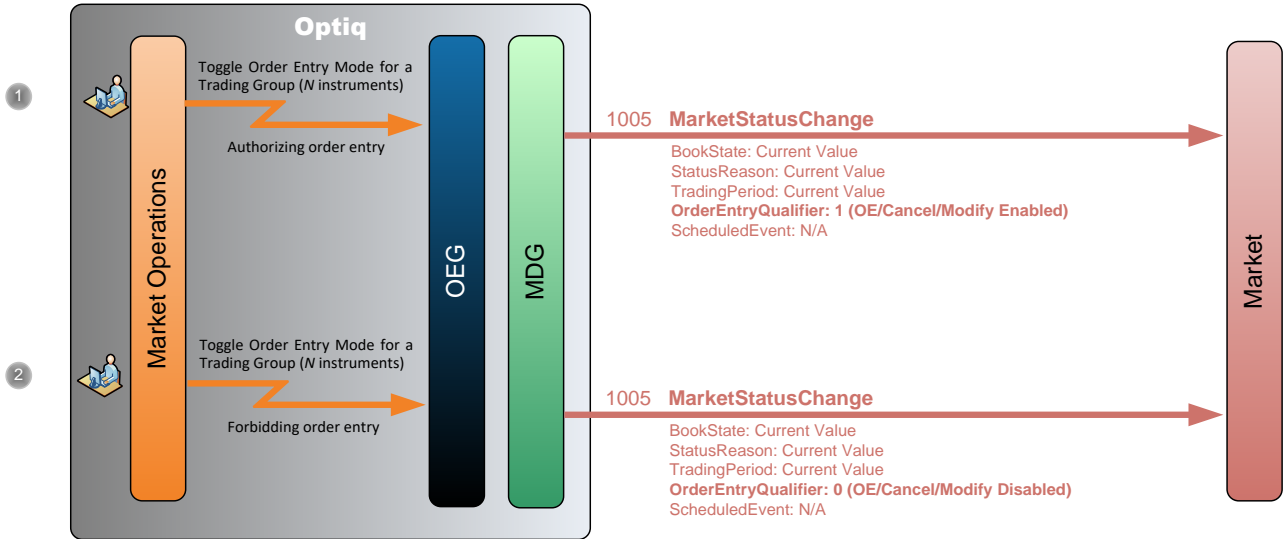 Optiq
1
Toggle Order Entry Mode for a
Trading Group (N instruments)
Authorizing order entry
Market Operations
OEG
MDG
1005 MarketStatusChange
BookState: Current Value
StatusReason: Current Value
TradingPeriod: Current Value
OrderEntryQualifier: 1 (OE/Cancel/Modify Enabled)
ScheduledEvent: N/A
Market
2
Toggle Order Entry Mode for a
Trading Group (N instruments)
Forbidding order entry
1005 MarketStatusChange
BookState: Current Value
StatusReason: Current Value
TradingPeriod: Current Value
OrderEntryQualifier: 0 (OE/Cancel/Modify Disabled)
ScheduledEvent: N/A